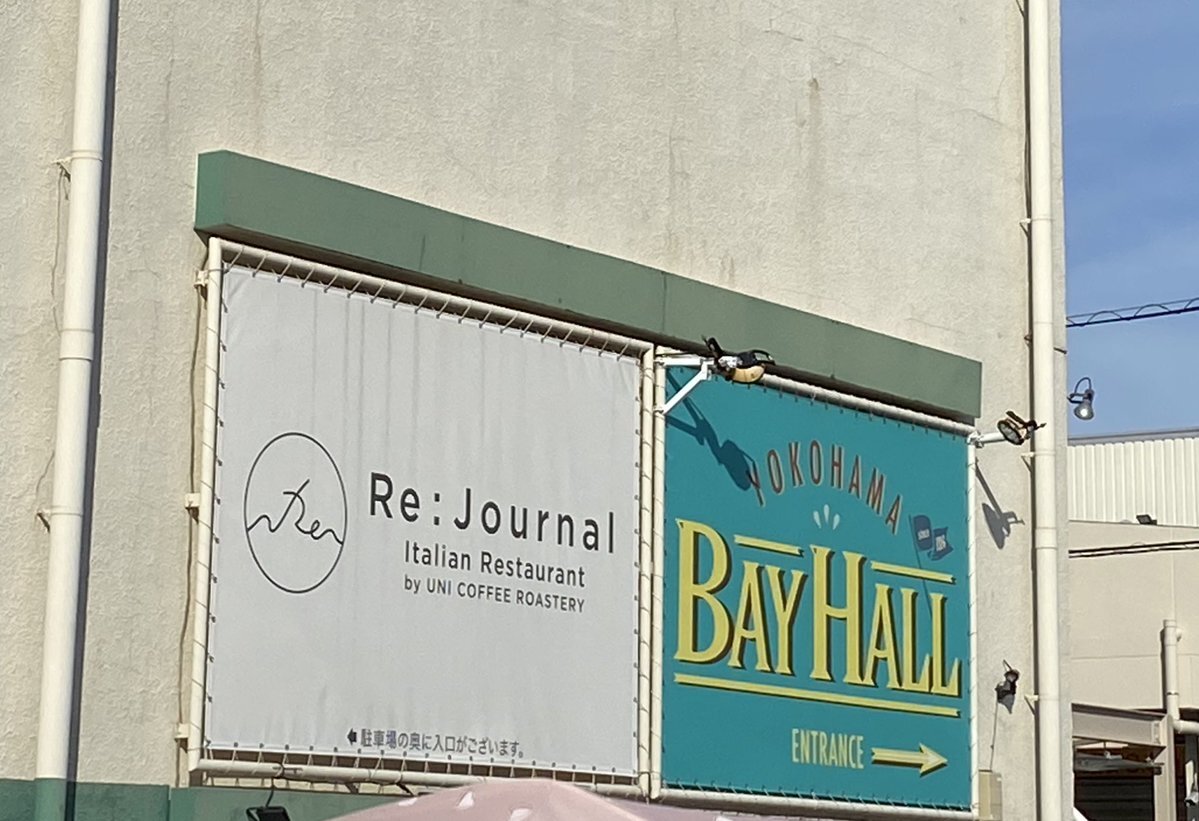 Re
Re:Journal
Italian Restaurant
by UNI COFFEE ROASTERY
駐車場の奥に入口がございます。
YOKOHAMA
BAY HALL
ENTRANCE